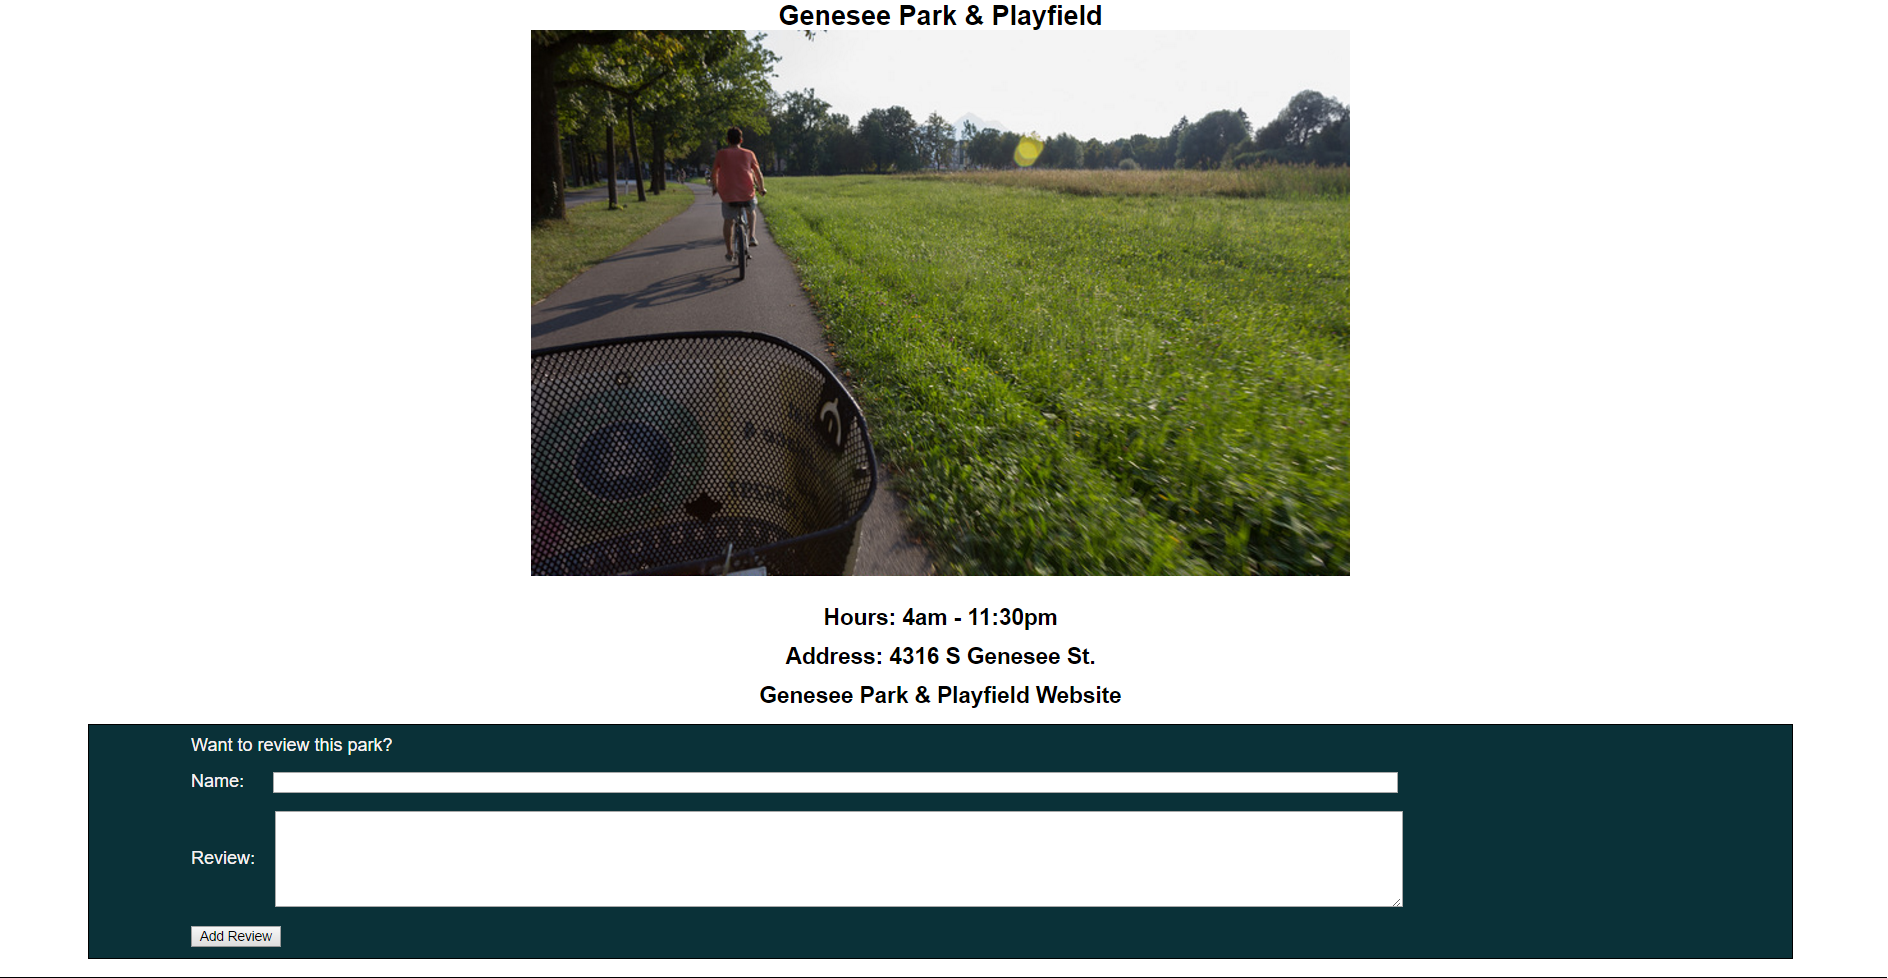 Genesee Park & Playfield
Hours: 4am - 11:30pm
Address: 4316 S Genesee St.
Genesee Park & Playfield Website
Want to review this park?
Name:
Review:
Add Review